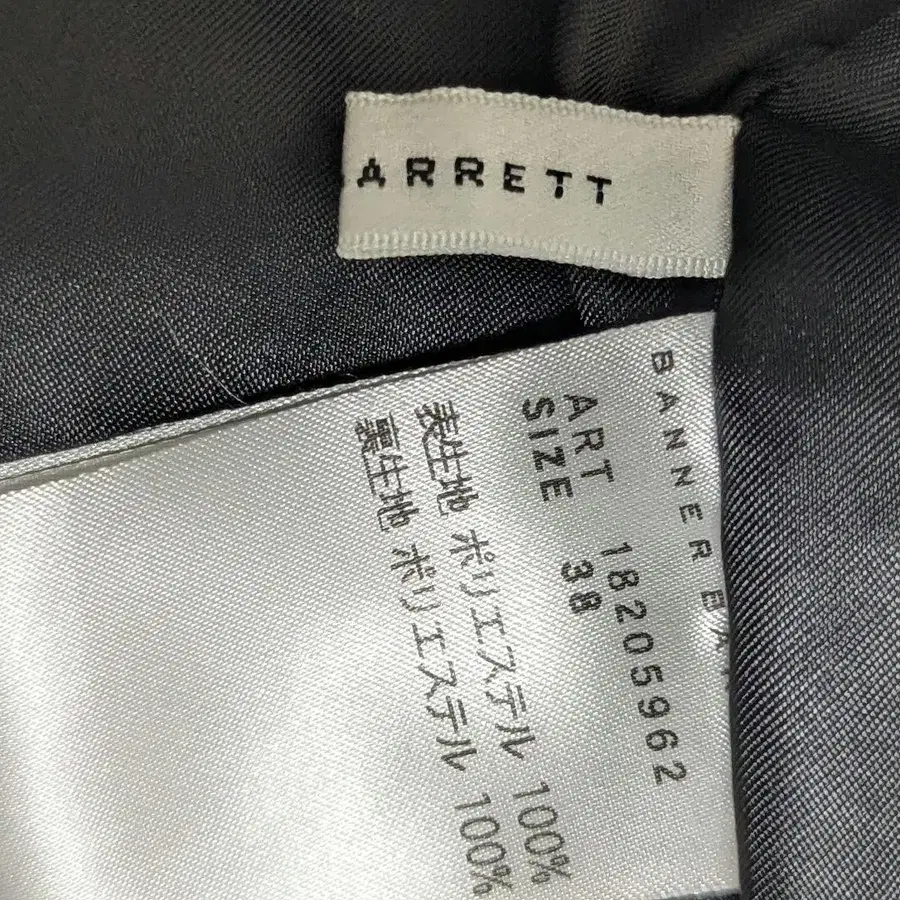 ARRETT
BANNER BA
ART 18205962
SIZE 38
表生地 ポリエステル 100%
裏生地 ポリエステル 100%